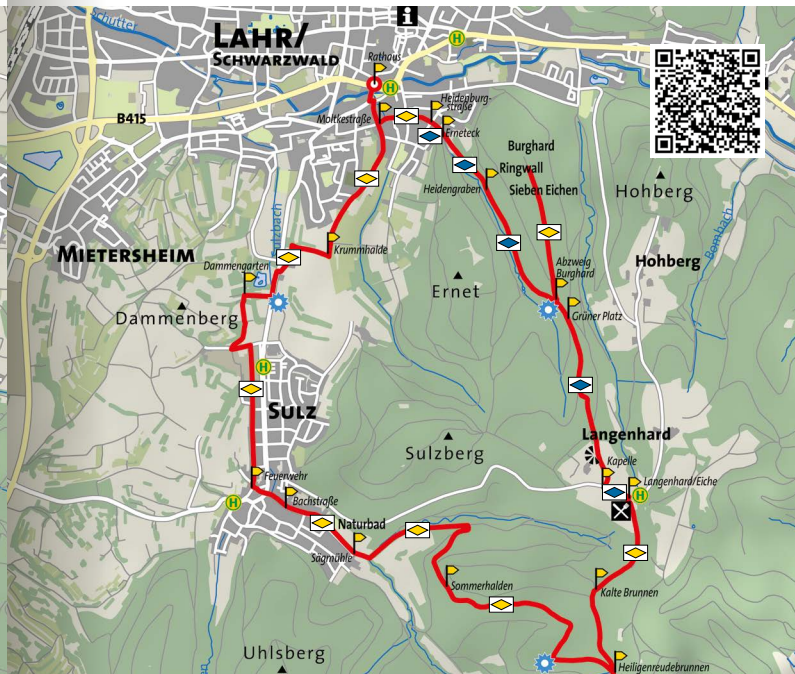 i
Schutter
H
LAHR/
SCHWARZWALD
Rathaus
H
B415
Moltkestraße
Heidenburg-
straße
Erneteck
Burghard
Ringwall
Sieben Eichen
Heidengraben
Hohberg
Krummhalde
MIETERSHEIM
Dammengarten
Hohberg
Abzweig
Burghard
Ernet
Grüner Platz
Dammenberg
H
SULZ
Langenhard
Sulzberg
Kapelle
Feuerwehr
Langenhard/Eiche
H
Bachstraße
H
Naturbad
Sägmühle
Sommerhalden
Kalte Brunnen
Uhlsberg
Heiligenreudebrunnen